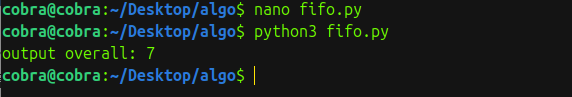 cobra@cobra:~/Desktop/algo$ nano fifo.py
cobra@cobra:~/Desktop/algo$ python3 fifo.py
output overall: 7
cobra@cobra:~/Desktop/algo$